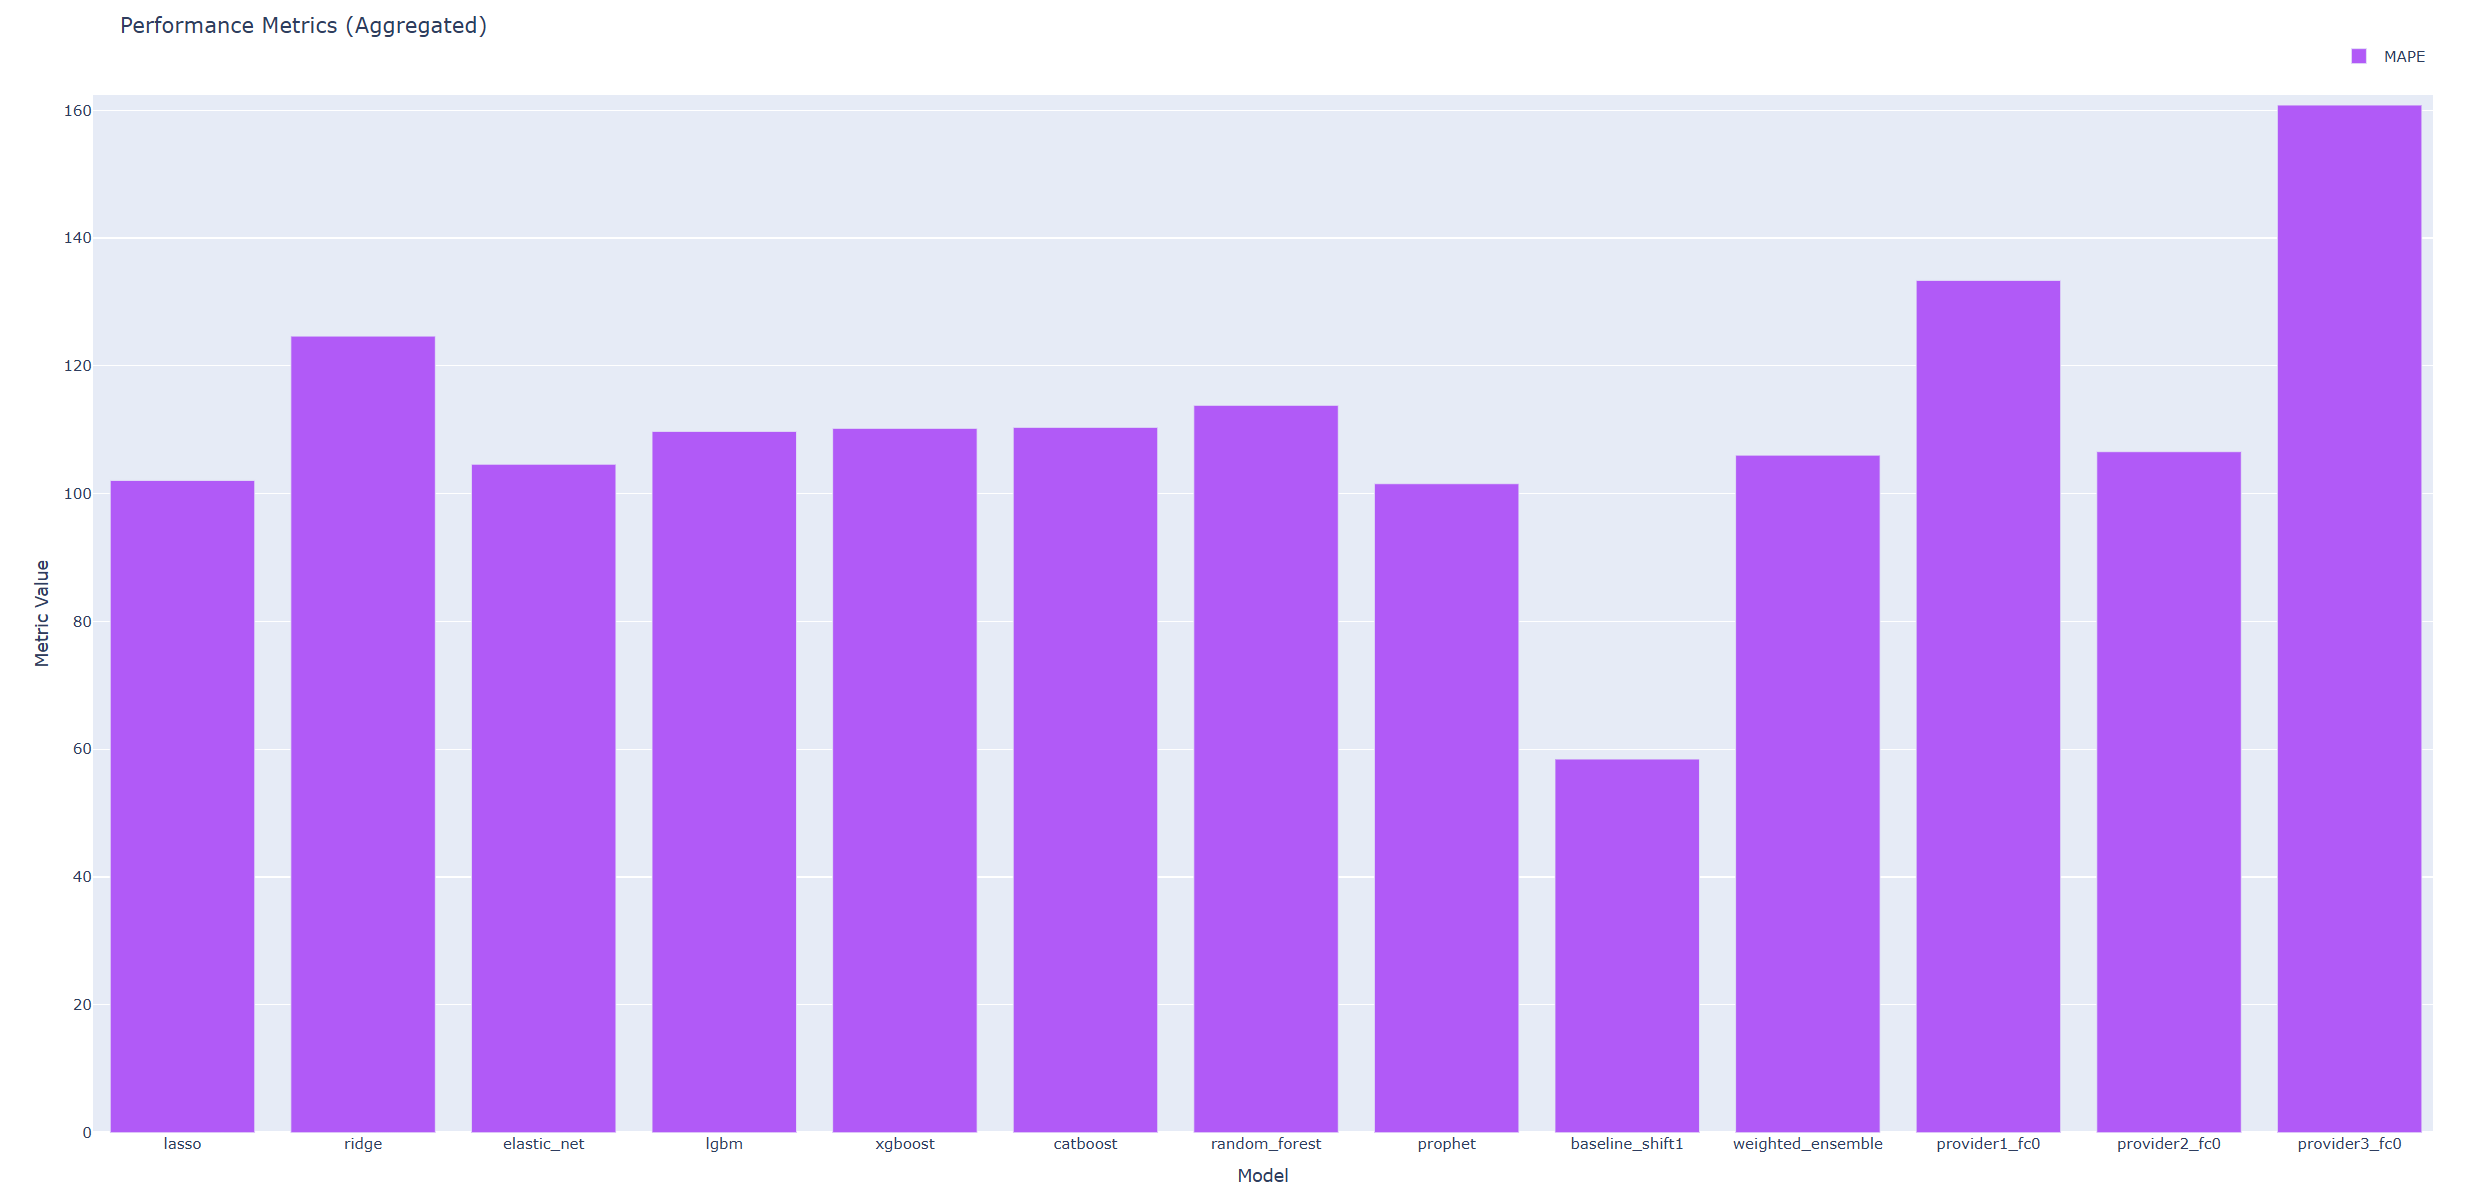 Performance Metrics (Aggregated)
MAPE
160
140
120
100
80
60
40
20
0
Metric Value
lasso ridge elastic_net lgbm xgboost catboost random_forest prophet baseline_shift1 weighted_ensemble provider1_fc0 provider2_fc0 provider3_fc0
Model